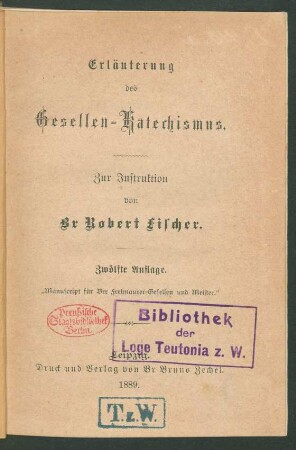 Erläuterung
des
Gesellen-Katechismus.
Zur Instruktion
von
Br Robert Fischer.
Zwölfte Auflage.
„Manuscript für Brr Freimaurer-Gesellen und Meister."
Preußische
Staatsbibliothek
Berlin.
Bibliothek
der
Loge Teutonia z. W.
Leipzig.
Druck und Verlag von Br Bruno Zechel.
1889.
T.z.W.